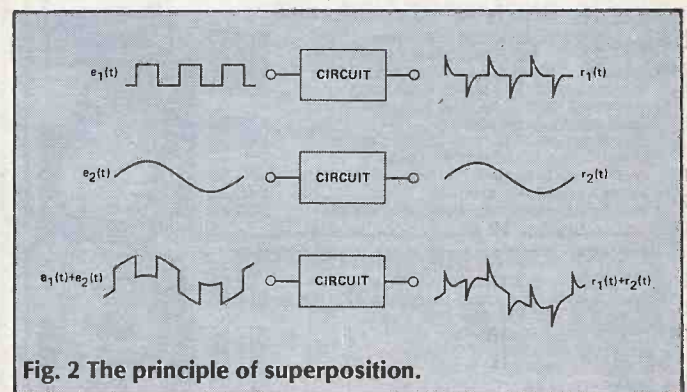 e1(t) CIRCUIT r1(t)
e2(t) CIRCUIT r2(t)
e1(t)+e2(t) CIRCUIT r1(t)+r2(t)
Fig. 2 The principle of superposition.